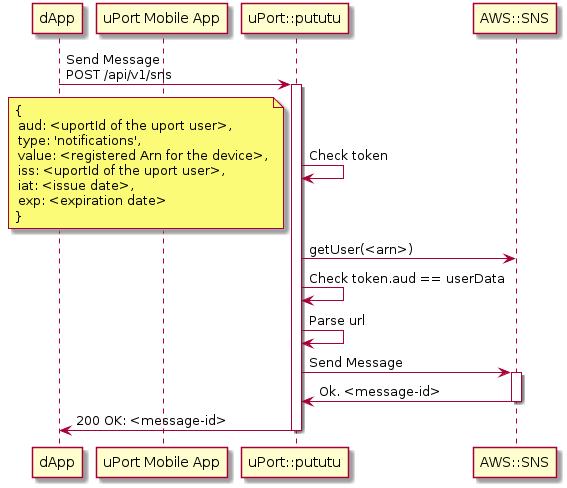 dApp
uPort Mobile App
uPort::pututu
AWS::SNS
Send Message
POST /api/v1/sns
{
aud: <uportId of the uport user>,
type: 'notifications',
value: <registered Arn for the device>,
iss: <uportId of the uport user>,
iat: <issue date>,
exp: <expiration date>
}
Check token
getUser(<arn>)
Check token.aud == userData
Parse url
Send Message
Ok. <message-id>
200 OK: <message-id>
dApp
uPort Mobile App
uPort::pututu
AWS::SNS